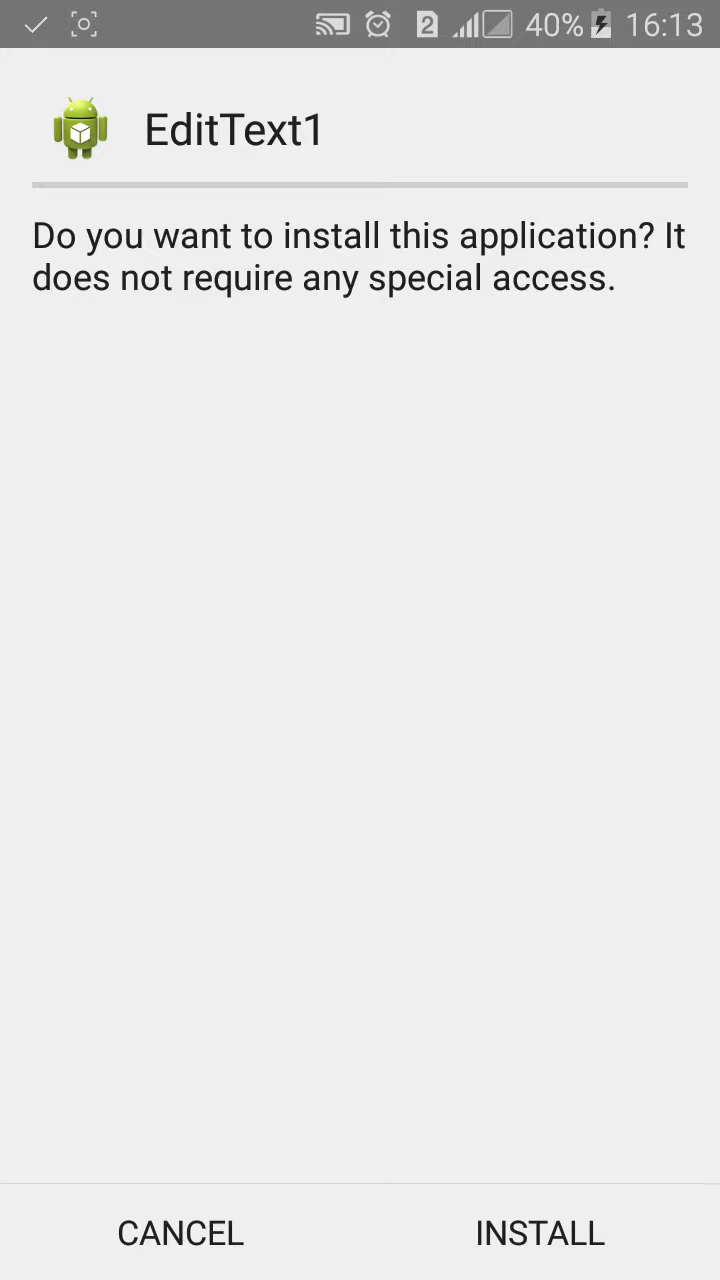 2 40% 16:13
EditText1
Do you want to install this application? It
does not require any special access.
CANCEL INSTALL